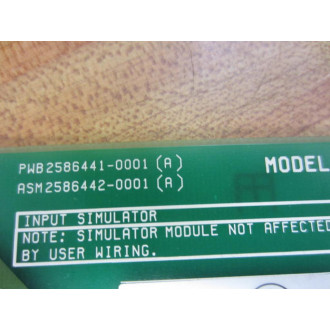 PWB2586441-0001 (A)
ASM2586442-0001 (A)
MODEL
INPUT SIMULATOR
NOTE: SIMULATOR MODULE NOT AFFECTED
BY USER WIRING.